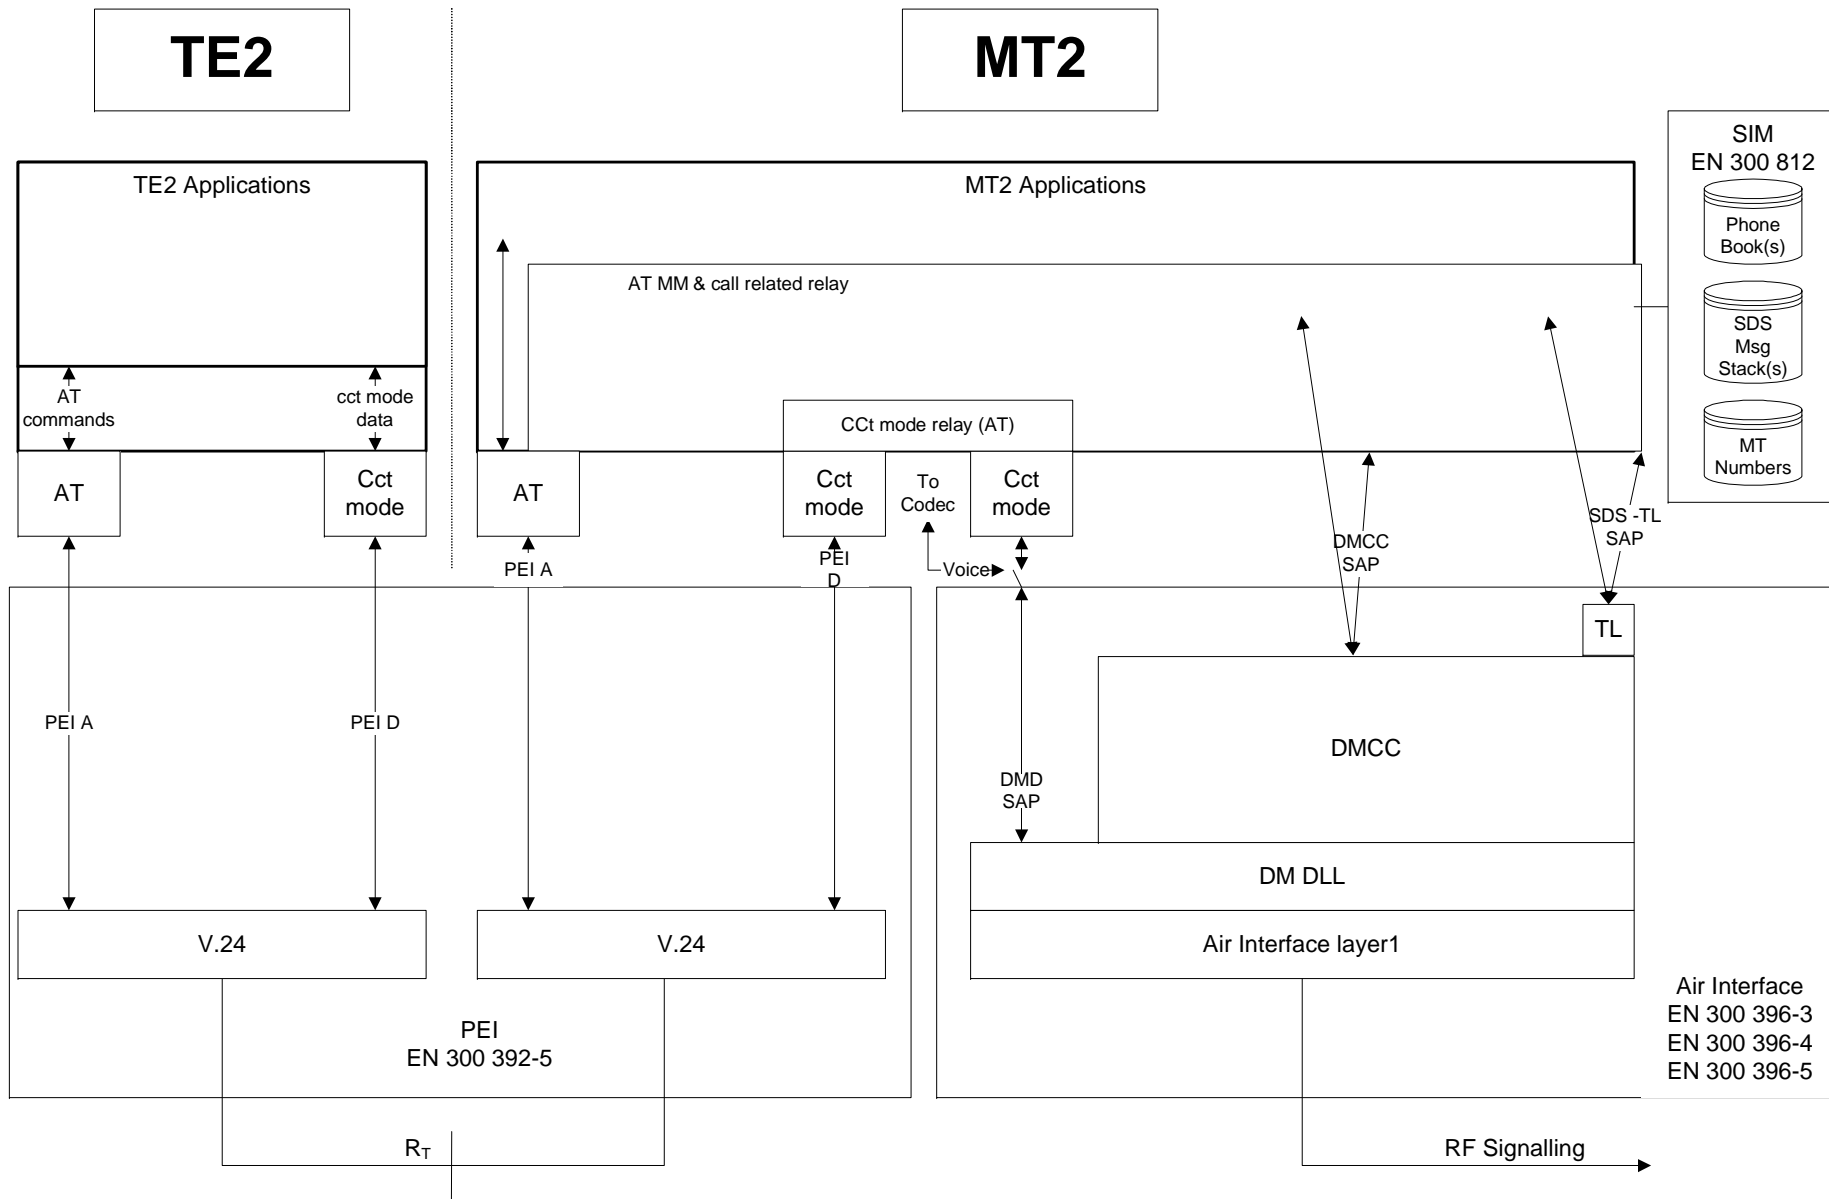 TE2
MT2
SIM
EN 300 812
Phone
Book(s)
SDS
Msg
Stack(s)
MT
Numbers
TE2 Applications
MT2 Applications
AT MM & call related relay
AT
commands
cct mode
data
CCt mode relay (AT)
AT
Cct
mode
AT
Cct
mode
To
Codec
Cct
mode
PEI A
PEI
D
Voice
DMCC
SAP
SDS -TL
SAP
TL
PEI A
PEI D
DMCC
DMD
SAP
DM DLL
V.24
V.24
Air Interface layer1
PEI
EN 300 392-5
Air Interface
EN 300 396-3
EN 300 396-4
EN 300 396-5
RT
RF Signalling